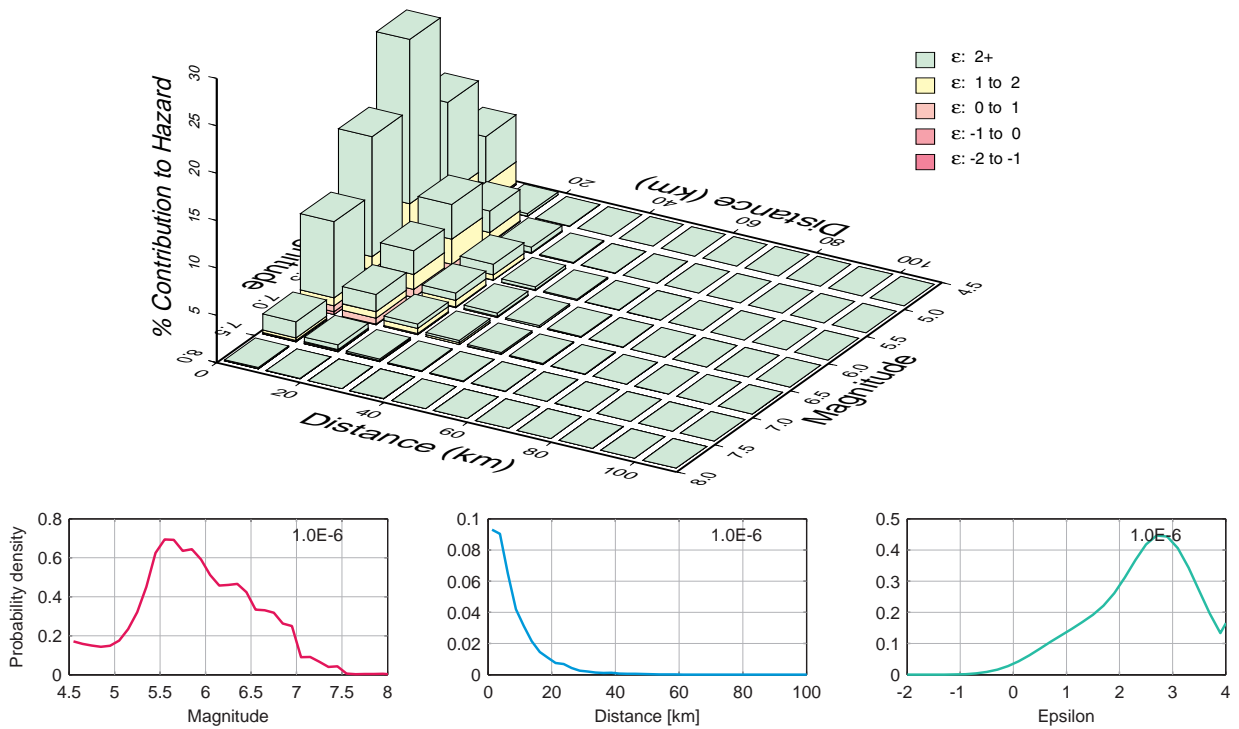 % Contribution to Hazard
30
25
20
15
10
5
ε: 2+
ε: 1 to 2
ε: 0 to 1
ε: -1 to 0
ε: -2 to -1
20
40
60
80
100
Distance (km)
4.5
5.0
5.5
6.0
6.5
7.0
7.5
8.0
Magnitude
7.0
7.5
8.0
0
20
40
60
80
100
Distance (km)
0.8
0.6
0.4
0.2
0
Probability density
1.0E-6
4.5 5 5.5 6 6.5 7 7.5 8
Magnitude
0.1
0.08
0.06
0.04
0.02
0
1.0E-6
0 20 40 60 80 100
Distance [km]
0.5
0.4
0.3
0.2
0.1
0
1.0E-6
-2 -1 0 1 2 3 4
Epsilon